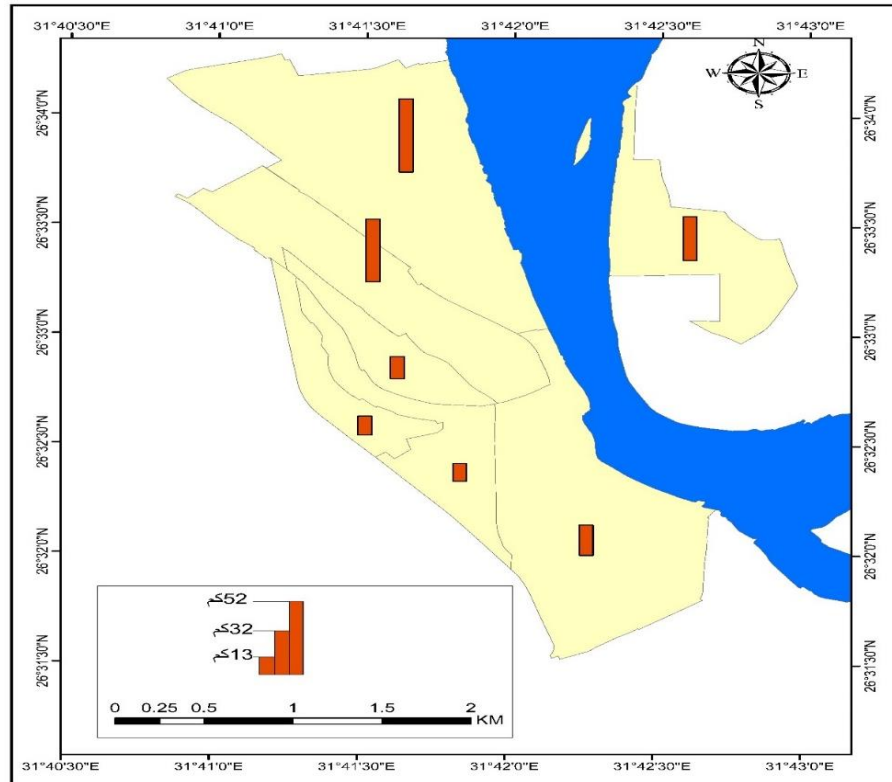 31°40'30"E 31°41'0"E 31°41'30"E 31°42'0"E 31°42'30"E 31°43'0"E
N
W E
S
26°34'0"N 26°34'0"N
26°33'30"N 26°33'30"N
26°33'0"N 26°33'0"N
26°32'30"N 26°32'30"N
26°32'0"N 26°32'0"N
26°31'30"N 26°31'30"N
52كم
32كم
13كم
0 0.25 0.5 1 1.5 2
KM
31°40'30"E 31°41'0"E 31°41'30"E 31°42'0"E 31°42'30"E 31°43'0"E